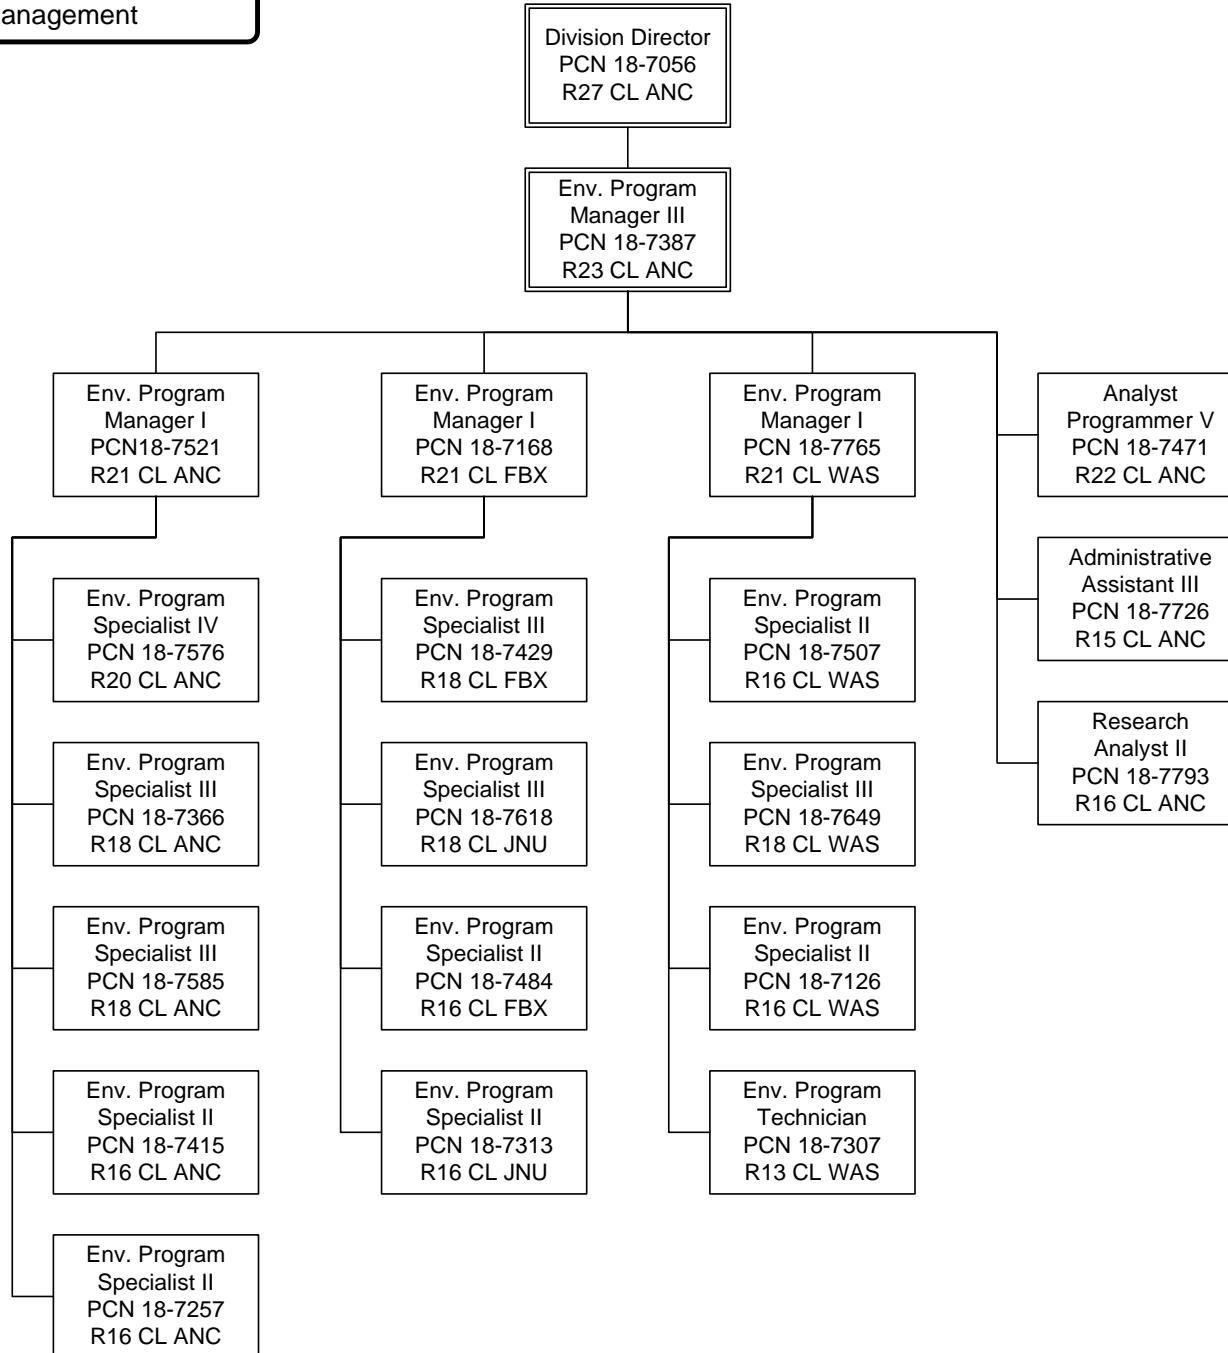 Division Director
PCN 18-7056
R27 CL ANC
Env. Program
Manager III
PCN 18-7387
R23 CL ANC
Env. Program
Manager I
PCN18-7521
R21 CL ANC
Env. Program
Manager I
PCN 18-7168
R21 CL FBX
Env. Program
Manager I
PCN 18-7765
R21 CL WAS
Analyst
Programmer V
PCN 18-7471
R22 CL ANC
Administrative
Assistant III
PCN 18-7726
R15 CL ANC
Research
Analyst II
PCN 18-7793
R16 CL ANC
Env. Program
Specialist IV
PCN 18-7576
R20 CL ANC
Env. Program
Specialist III
PCN 18-7366
R18 CL ANC
Env. Program
Specialist III
PCN 18-7585
R18 CL ANC
Env. Program
Specialist II
PCN 18-7415
R16 CL ANC
Env. Program
Specialist II
PCN 18-7257
R16 CL ANC
Env. Program
Specialist III
PCN 18-7429
R18 CL FBX
Env. Program
Specialist III
PCN 18-7618
R18 CL JNU
Env. Program
Specialist II
PCN 18-7484
R16 CL FBX
Env. Program
Specialist II
PCN 18-7313
R16 CL JNU
Env. Program
Specialist II
PCN 18-7507
R16 CL WAS
Env. Program
Specialist III
PCN 18-7649
R18 CL WAS
Env. Program
Specialist II
PCN 18-7126
R16 CL WAS
Env. Program
Technician
PCN 18-7307
R13 CL WAS